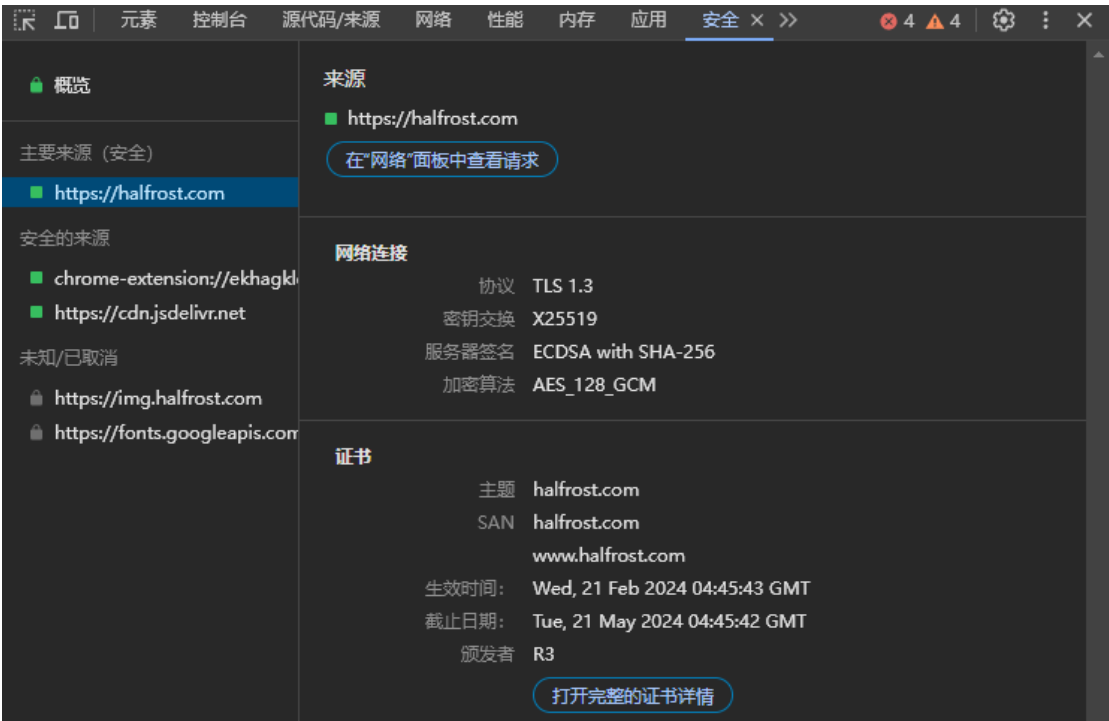 元素 控制台 源代码/来源 网络 性能 内存 应用 安全 4 4
概览
主要来源（安全）
https://halfrost.com
安全的来源
chrome-extension://ekhagkl
https://cdn.jsdelivr.net
未知/已取消
https://img.halfrost.com
https://fonts.googleapis.com
来源
https://halfrost.com
在“网络”面板中查看请求
网络连接
协议 TLS 1.3
密钥交换 X25519
服务器签名 ECDSA with SHA-256
加密算法 AES_128_GCM
证书
主题 halfrost.com
SAN halfrost.com
www.halfrost.com
生效时间： Wed, 21 Feb 2024 04:45:43 GMT
截止日期： Tue, 21 May 2024 04:45:42 GMT
颁发者 R3
打开完整的证书详情